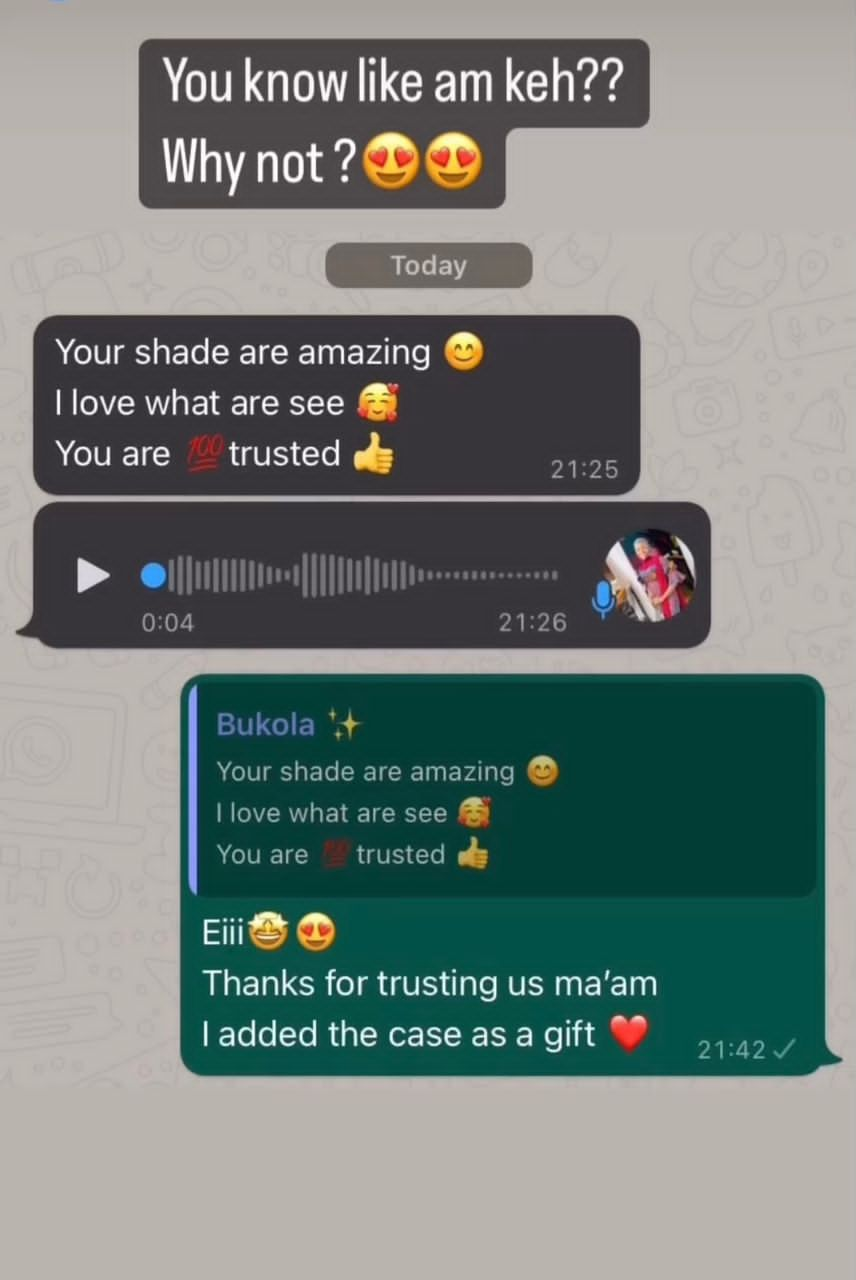 You know like am keh??
Why not ?😍😍
Today
Your shade are amazing 😊
I love what are see 🥰
You are 💯 trusted 👍
21:25
0:04
21:26
Bukola ✨
Your shade are amazing 😊
I love what are see 🥰
You are 💯 trusted 👍
Eiii🤩😍
Thanks for trusting us ma’am
I added the case as a gift ❤️
21:42